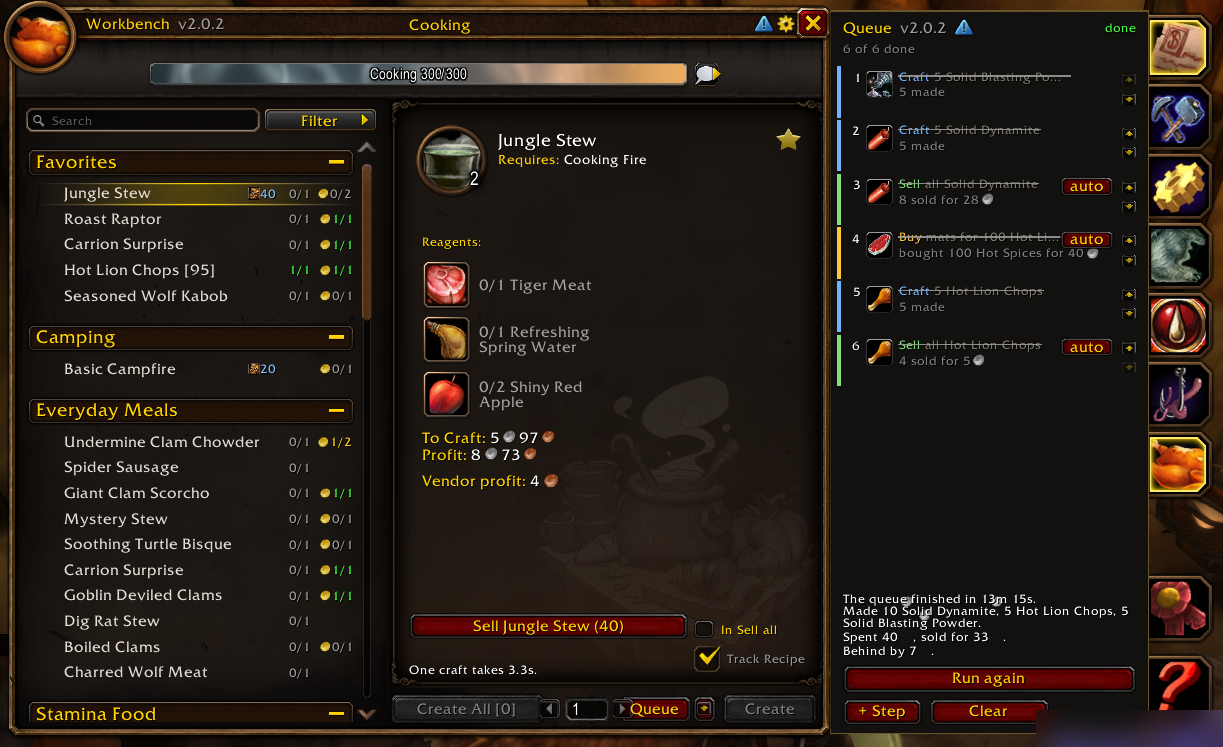 Workbench v2.0.2
Cooking
Cooking 300/300
Search
Filter
Favorites
Jungle Stew 40 0/1 0/2
Roast Raptor 0/1 1/1
Carrion Surprise 0/1 1/1
Hot Lion Chops [95] 1/1 1/1
Seasoned Wolf Kabob 0/1 0/1
Camping
Basic Campfire 20 0/1
Everyday Meals
Undermine Clam Chowder 0/1 1/2
Spider Sausage 0/1
Giant Clam Scorcho 0/1 1/1
Mystery Stew 0/1 0/1
Soothing Turtle Bisque 0/1 0/1
Carrion Surprise 0/1 1/1
Goblin Deviled Clams 0/1 1/1
Dig Rat Stew 0/1
Boiled Clams 0/1 0/1
Charred Wolf Meat 0/1
Stamina Food
2
Jungle Stew
Requires: Cooking Fire
Reagents:
0/1 Tiger Meat
0/1 Refreshing
Spring Water
0/2 Shiny Red
Apple
To Craft: 5 97
Profit: 8 73
Vendor profit: 4
Sell Jungle Stew (40)
In Sell all
Track Recipe
One craft takes 3.3s.
Create All [0]
1
Queue
Create
Queue v2.0.2
done
6 of 6 done
1 Craft 5 Solid Blasting Po...
5 made
2 Craft 5 Solid Dynamite
5 made
3 Sell all Solid Dynamite auto
8 sold for 28
4 Buy mats for 100 Hot Li... auto
bought 100 Hot Spices for 40
5 Craft 5 Hot Lion Chops
5 made
6 Sell all Hot Lion Chops auto
4 sold for 5
The queue finished in 13m 15s.
Made 10 Solid Dynamite, 5 Hot Lion Chops, 5
Solid Blasting Powder.
Spent 40 , sold for 33 .
Behind by 7 .
Run again
+ Step
Clear